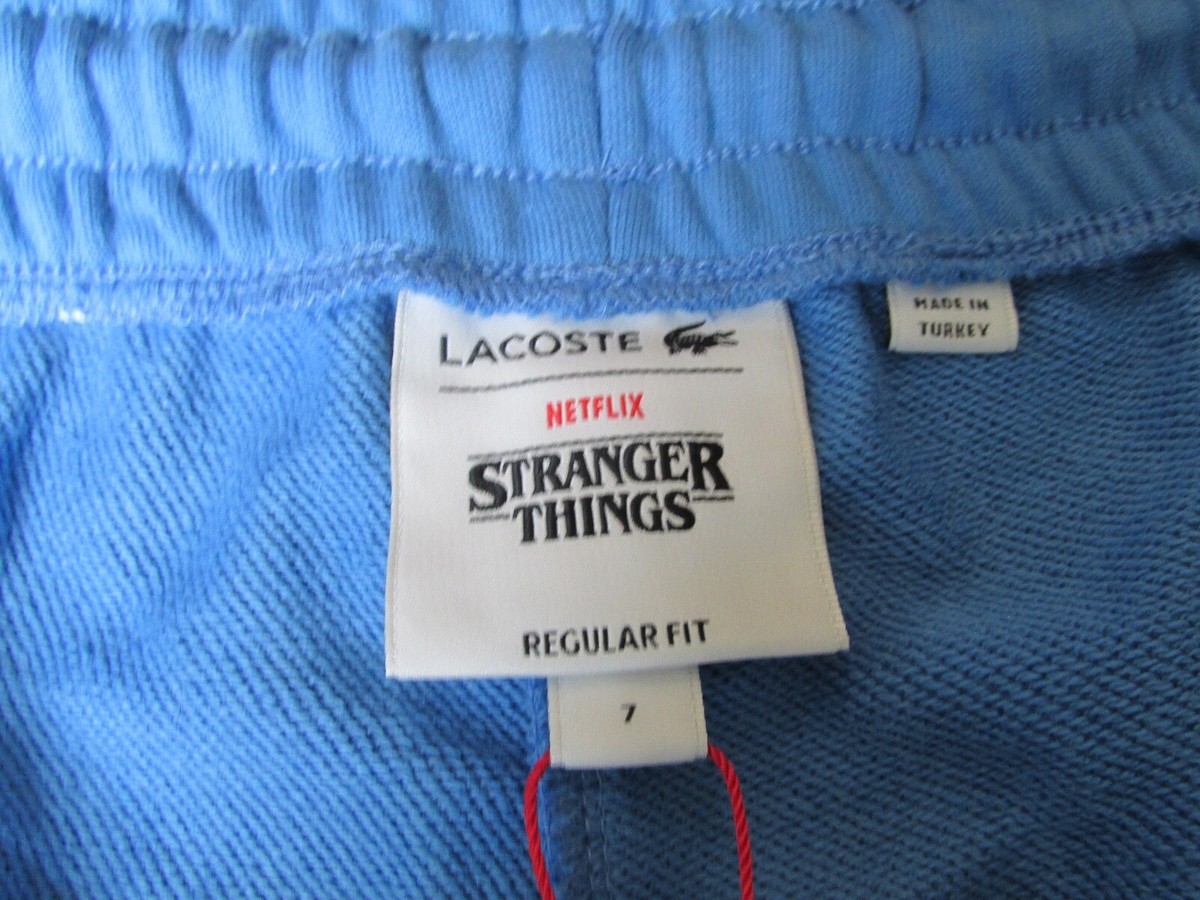 LACOSTE
NETFLIX
STRANGER
THINGS
REGULAR FIT
7
MADE IN
TURKEY